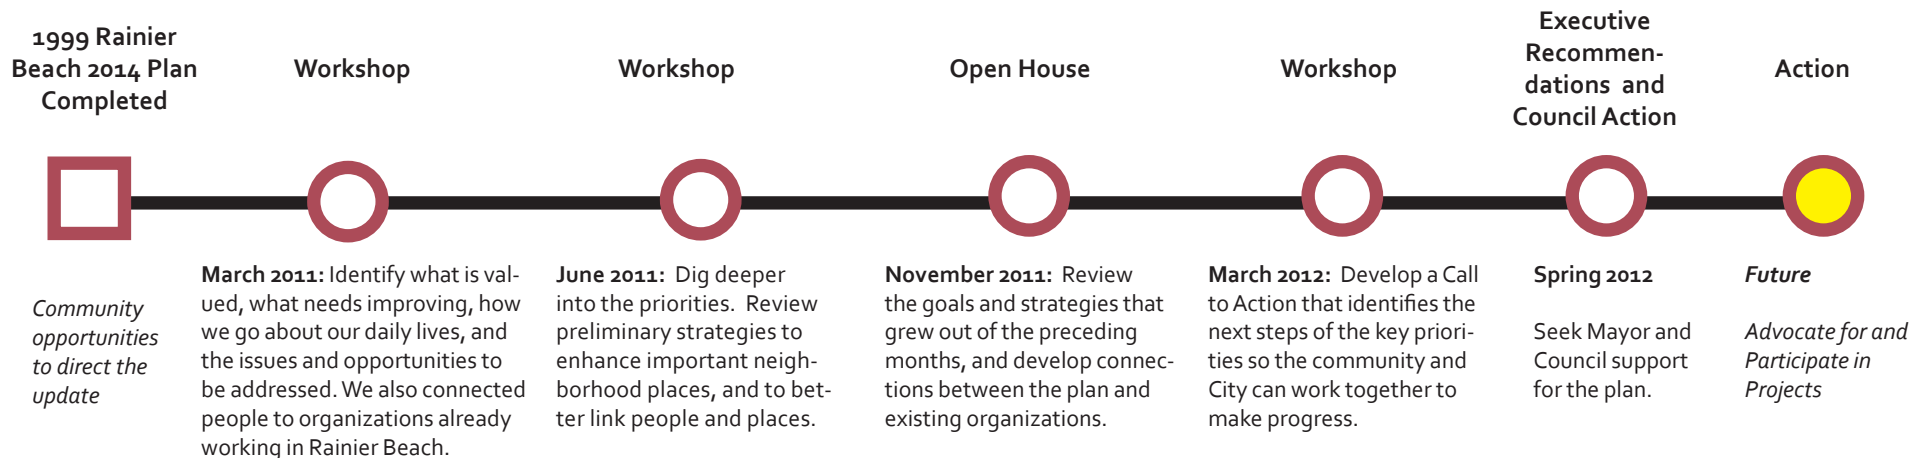 1999 Rainier
Beach 2014 Plan
Completed
Workshop
Workshop
Open House
Workshop
Executive
Recommen-
dations and
Council Action
Action
Community
opportunities
to direct the
update
March 2011: Identify what is val-
ued, what needs improving, how
we go about our daily lives, and
the issues and opportunities to
be addressed. We also connected
people to organizations already
working in Rainier Beach.
June 2011: Dig deeper
into the priorities. Review
preliminary strategies to
enhance important neigh-
borhood places, and to bet-
ter link people and places.
November 2011: Review
the goals and strategies that
grew out of the preceding
months, and develop connec-
tions between the plan and
existing organizations.
March 2012: Develop a Call
to Action that identifies the
next steps of the key priori-
ties so the community and
City can work together to
make progress.
Spring 2012
Seek Mayor and
Council support
for the plan.
Future
Advocate for and
Participate in
Projects